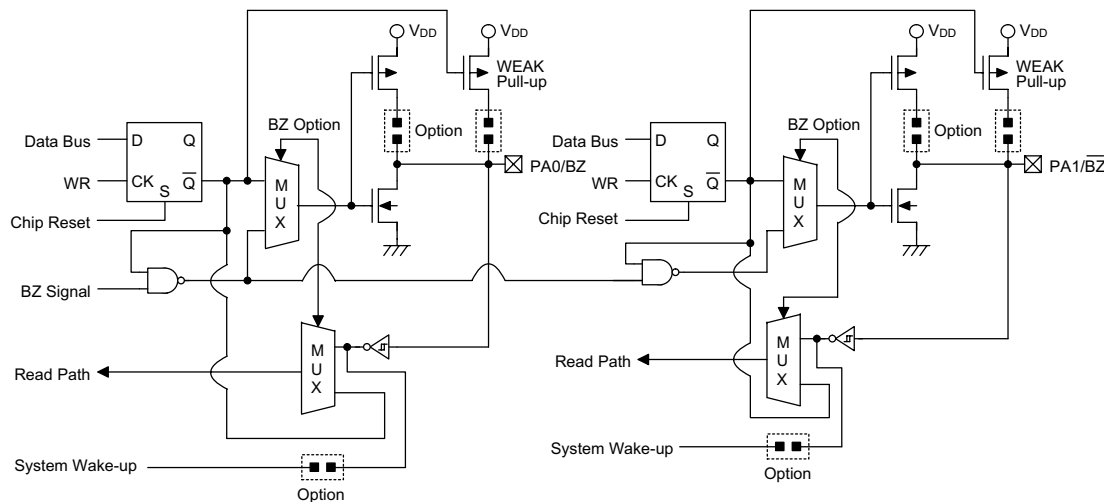 VDD
VDD
WEAK
Pull-up
BZ Option
Option
Data Bus
D
Q
WR
CK
S
Q̅
Chip Reset
M
U
X
PA0/BZ
BZ Signal
M
U
X
Read Path
System Wake-up
Option
VDD
VDD
WEAK
Pull-up
BZ Option
Option
Data Bus
D
Q
WR
CK
S
Q̅
Chip Reset
M
U
X
PA1/B̅Z̅
M
U
X
Read Path
System Wake-up
Option